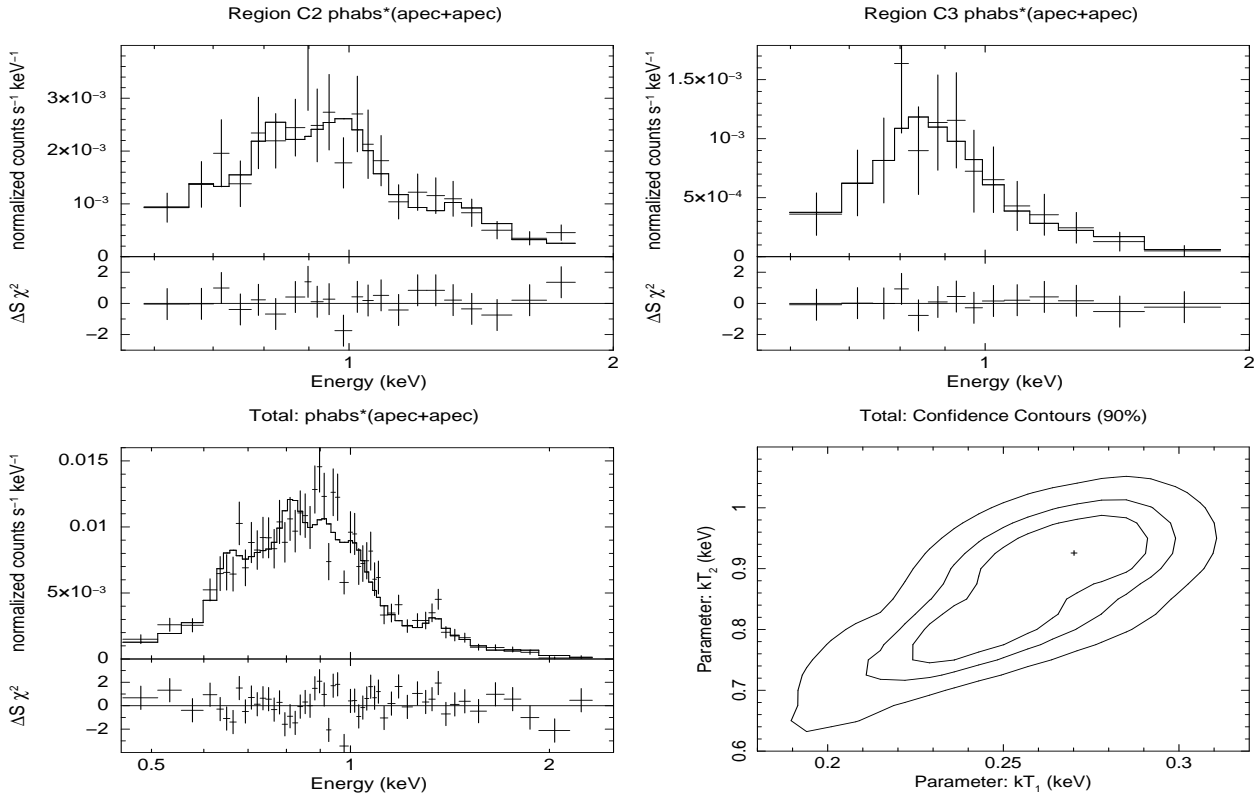 Region C2 phabs*(apec+apec)
normalized counts s⁻¹ keV⁻¹
3×10⁻³
2×10⁻³
10⁻³
0
ΔS χ²
2
0
−2
1 2
Energy (keV)
Region C3 phabs*(apec+apec)
normalized counts s⁻¹ keV⁻¹
1.5×10⁻³
10⁻³
5×10⁻⁴
0
ΔS χ²
2
0
−2
1 2
Energy (keV)
Total: phabs*(apec+apec)
normalized counts s⁻¹ keV⁻¹
0.015
0.01
5×10⁻³
0
ΔS χ²
2
0
−2
0.5 1 2
Energy (keV)
Total: Confidence Contours (90%)
Parameter: kT₂ (keV)
1
0.9
0.8
0.7
0.6
0.2 0.25 0.3
Parameter: kT₁ (keV)